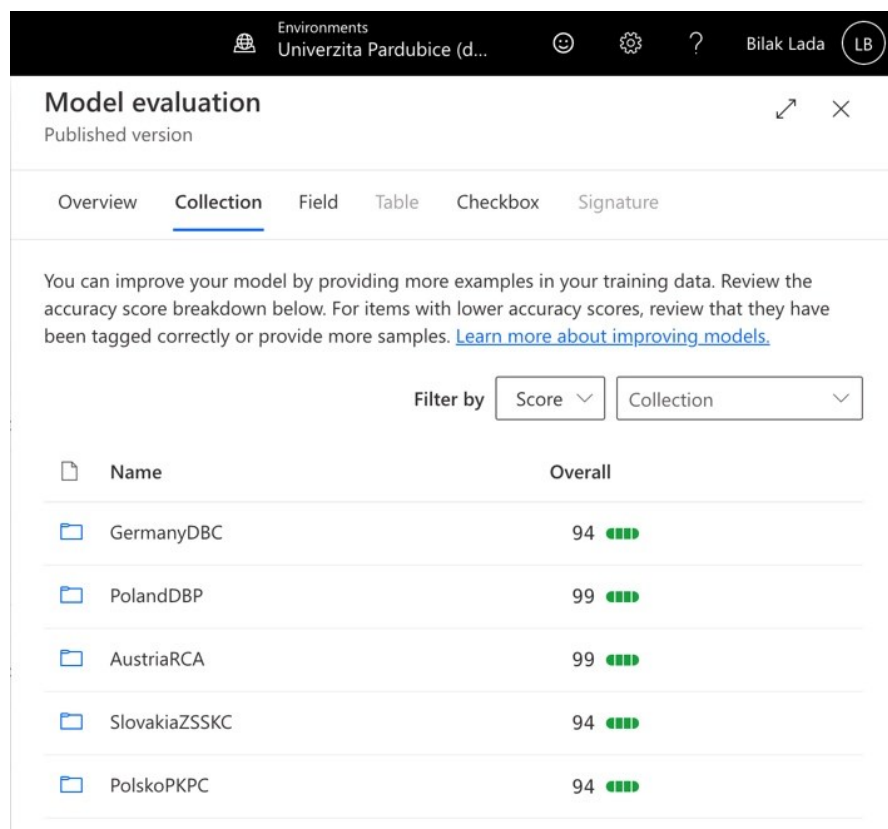 Environments
Univerzita Pardubice (d...
?
Bilak Lada
LB
Model evaluation
Published version
Overview Collection Field Table Checkbox Signature
You can improve your model by providing more examples in your training data. Review the
accuracy score breakdown below. For items with lower accuracy scores, review that they have
been tagged correctly or provide more samples. Learn more about improving models.
Filter by Score Collection
Name Overall
GermanyDBC 94
PolandDBP 99
AustriaRCA 99
SlovakiaZSSKC 94
PolskoPKPC 94